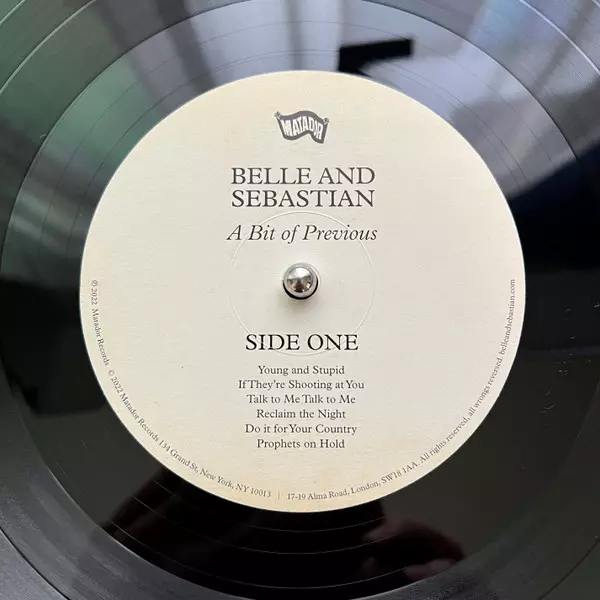 MATADOR
BELLE AND
SEBASTIAN
A Bit of Previous
SIDE ONE
Young and Stupid
If They're Shooting at You
Talk to Me Talk to Me
Reclaim the Night
Do it for Your Country
Prophets on Hold
℗ 2022 Matador Records © 2022 Matador Records 134 Grand St, New York, NY 10013 | 17-19 Alma Road, London, SW18 1AA. All rights reserved, all wrongs reversed. belleandsebastian.com